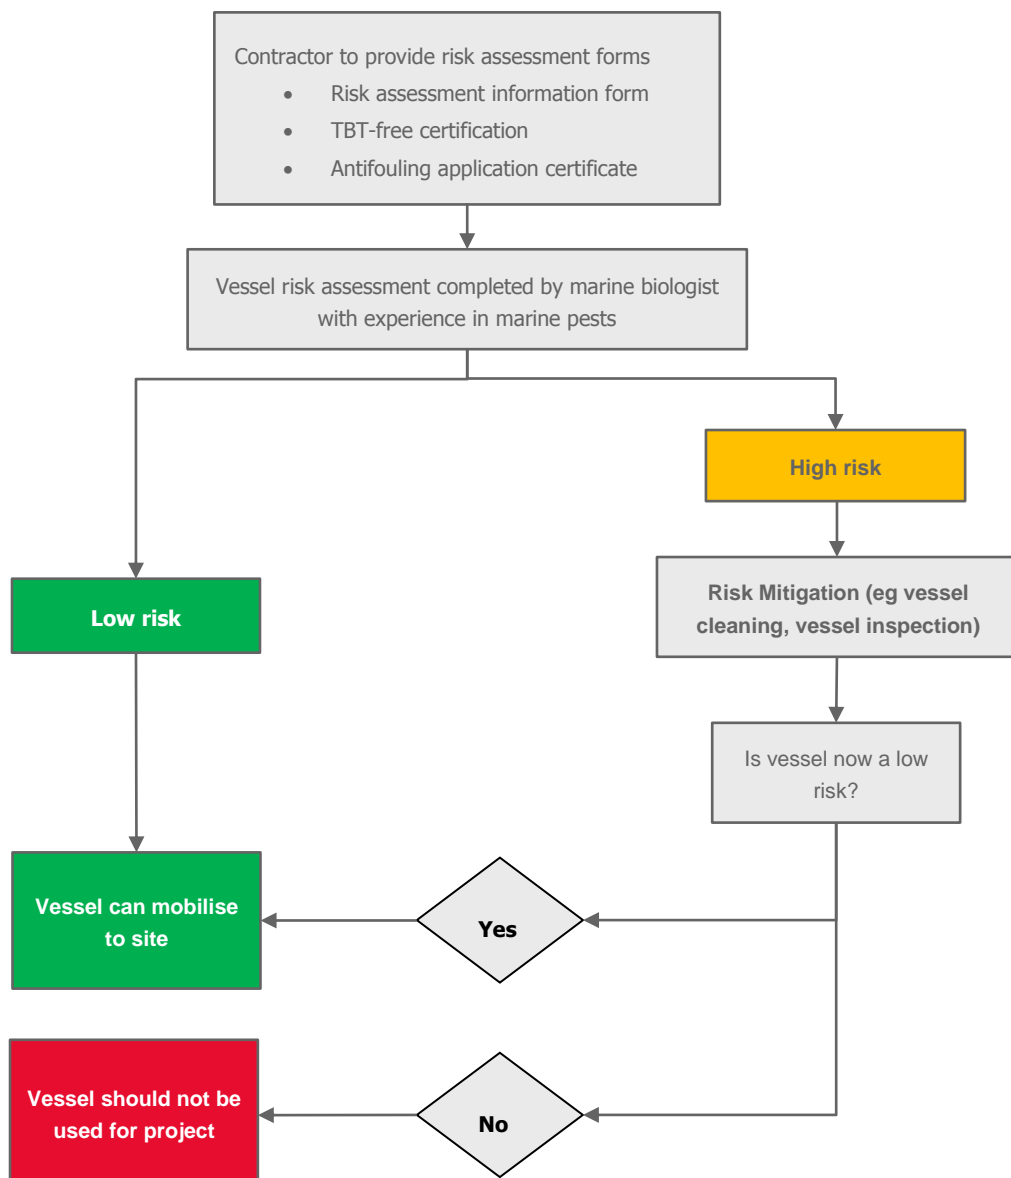 Contractor to provide risk assessment forms
• Risk assessment information form
• TBT-free certification
• Antifouling application certificate
Vessel risk assessment completed by marine biologist
with experience in marine pests
High risk
Low risk
Risk Mitigation (eg vessel
cleaning, vessel inspection)
Is vessel now a low
risk?
Vessel can mobilise
to site
Yes
Vessel should not be
used for project
No